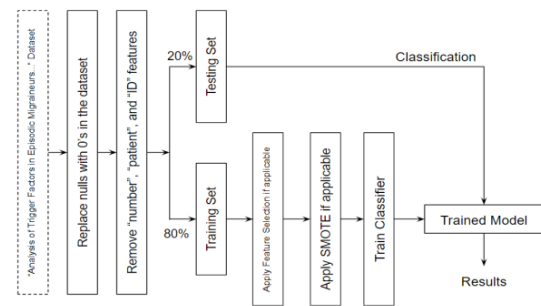 "Analysis of Trigger Factors in Episodic Migraineurs..." Dataset
Replace nulls with 0's in the dataset
Remove "number", "patient", and "ID" features
20%
Testing Set
Classification
80%
Training Set
Apply Feature Selection if applicable
Apply SMOTE if applicable
Train Classifier
Trained Model
Results